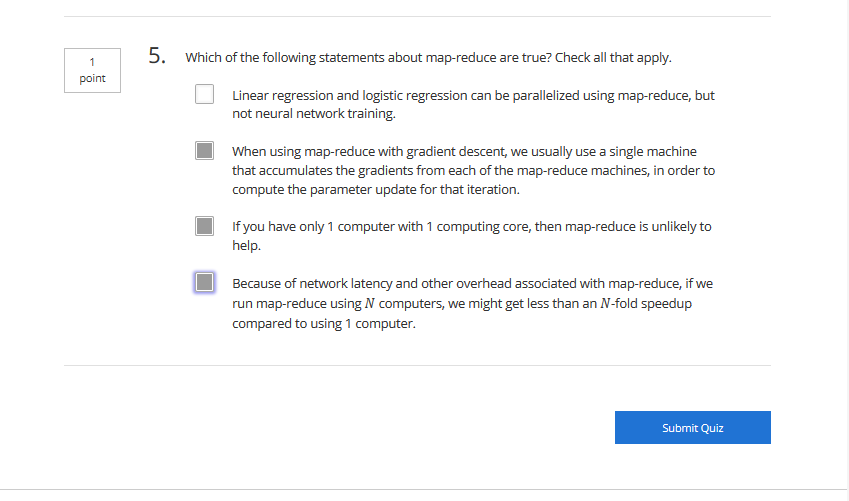 1
point
5.
Which of the following statements about map-reduce are true? Check all that apply.
Linear regression and logistic regression can be parallelized using map-reduce, but
not neural network training.
When using map-reduce with gradient descent, we usually use a single machine
that accumulates the gradients from each of the map-reduce machines, in order to
compute the parameter update for that iteration.
If you have only 1 computer with 1 computing core, then map-reduce is unlikely to
help.
Because of network latency and other overhead associated with map-reduce, if we
run map-reduce using N computers, we might get less than an N-fold speedup
compared to using 1 computer.
Submit Quiz